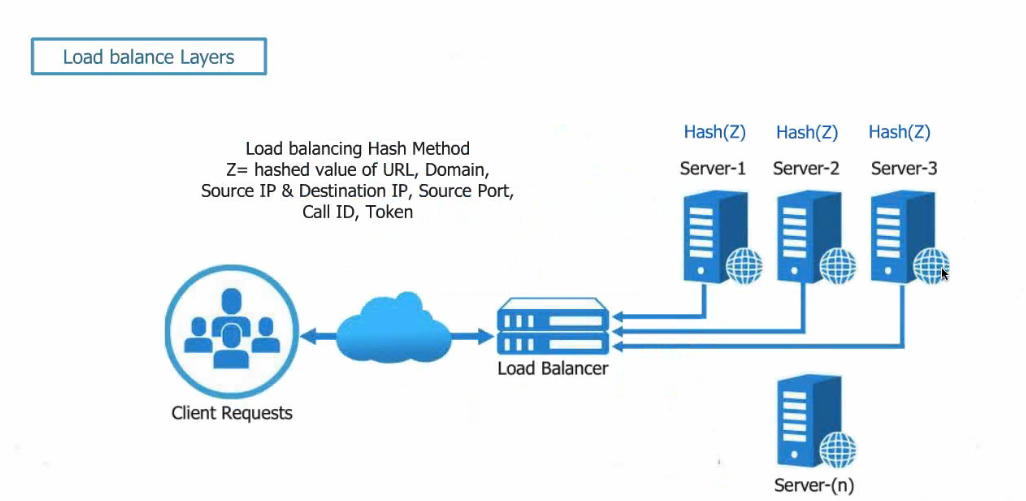 Load balance Layers
Load balancing Hash Method
Z= hashed value of URL, Domain,
Source IP & Destination IP, Source Port,
Call ID, Token
Hash(Z) Hash(Z) Hash(Z)
Server-1 Server-2 Server-3
Load Balancer
Client Requests
Server-(n)